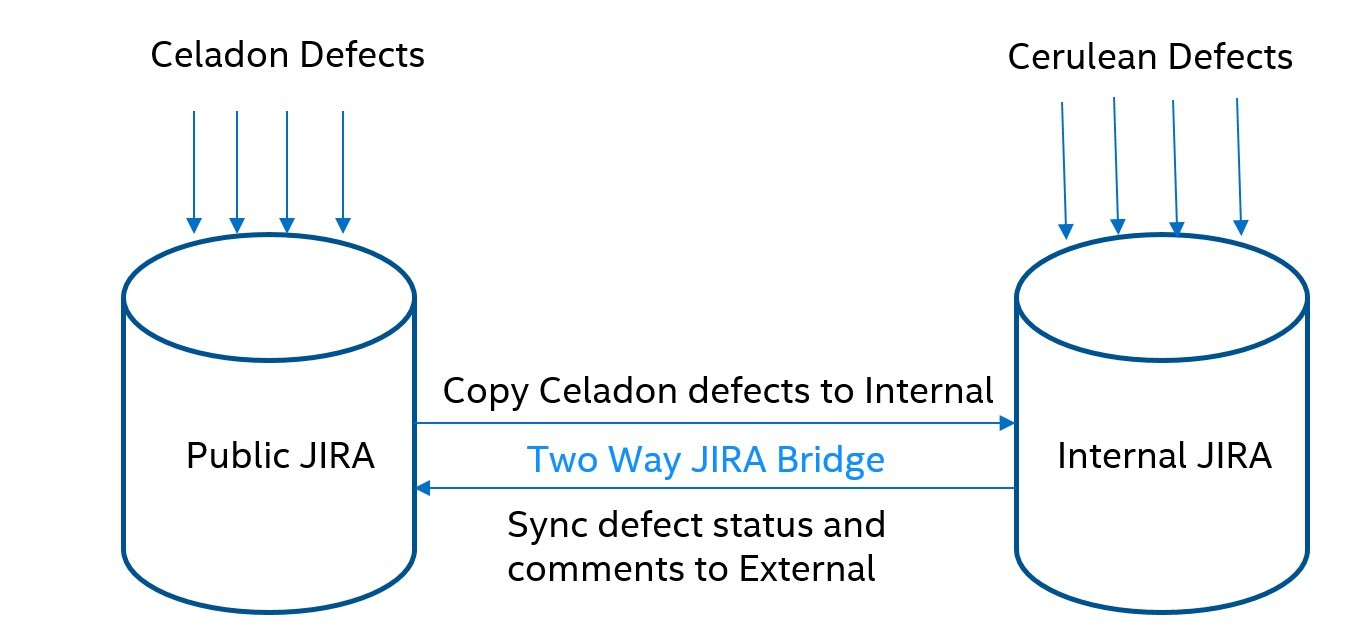 Celadon Defects
Cerulean Defects
Copy Celadon defects to Internal
Public JIRA
Two Way JIRA Bridge
Internal JIRA
Sync defect status and
comments to External